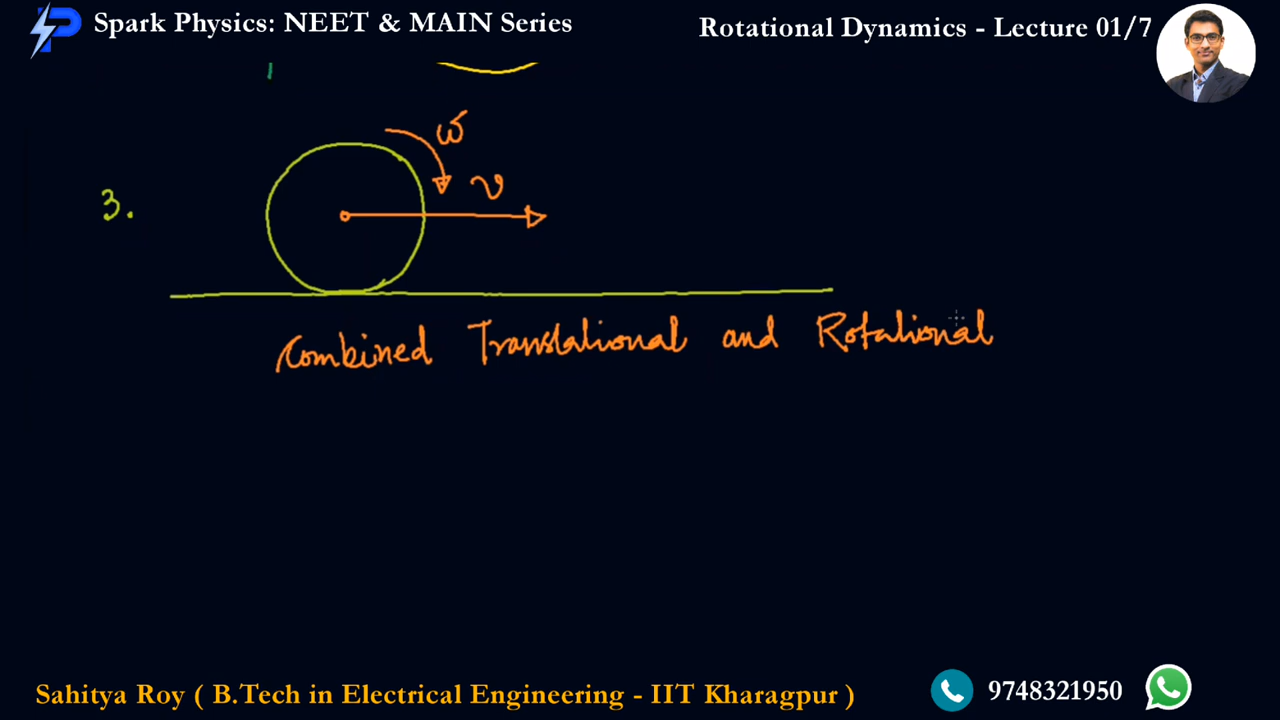 Spark Physics: NEET & MAIN Series
Rotational Dynamics - Lecture 01/7
ω
v
3.
Combined Translational and Rotational
Sahitya Roy ( B.Tech in Electrical Engineering - IIT Kharagpur )
9748321950